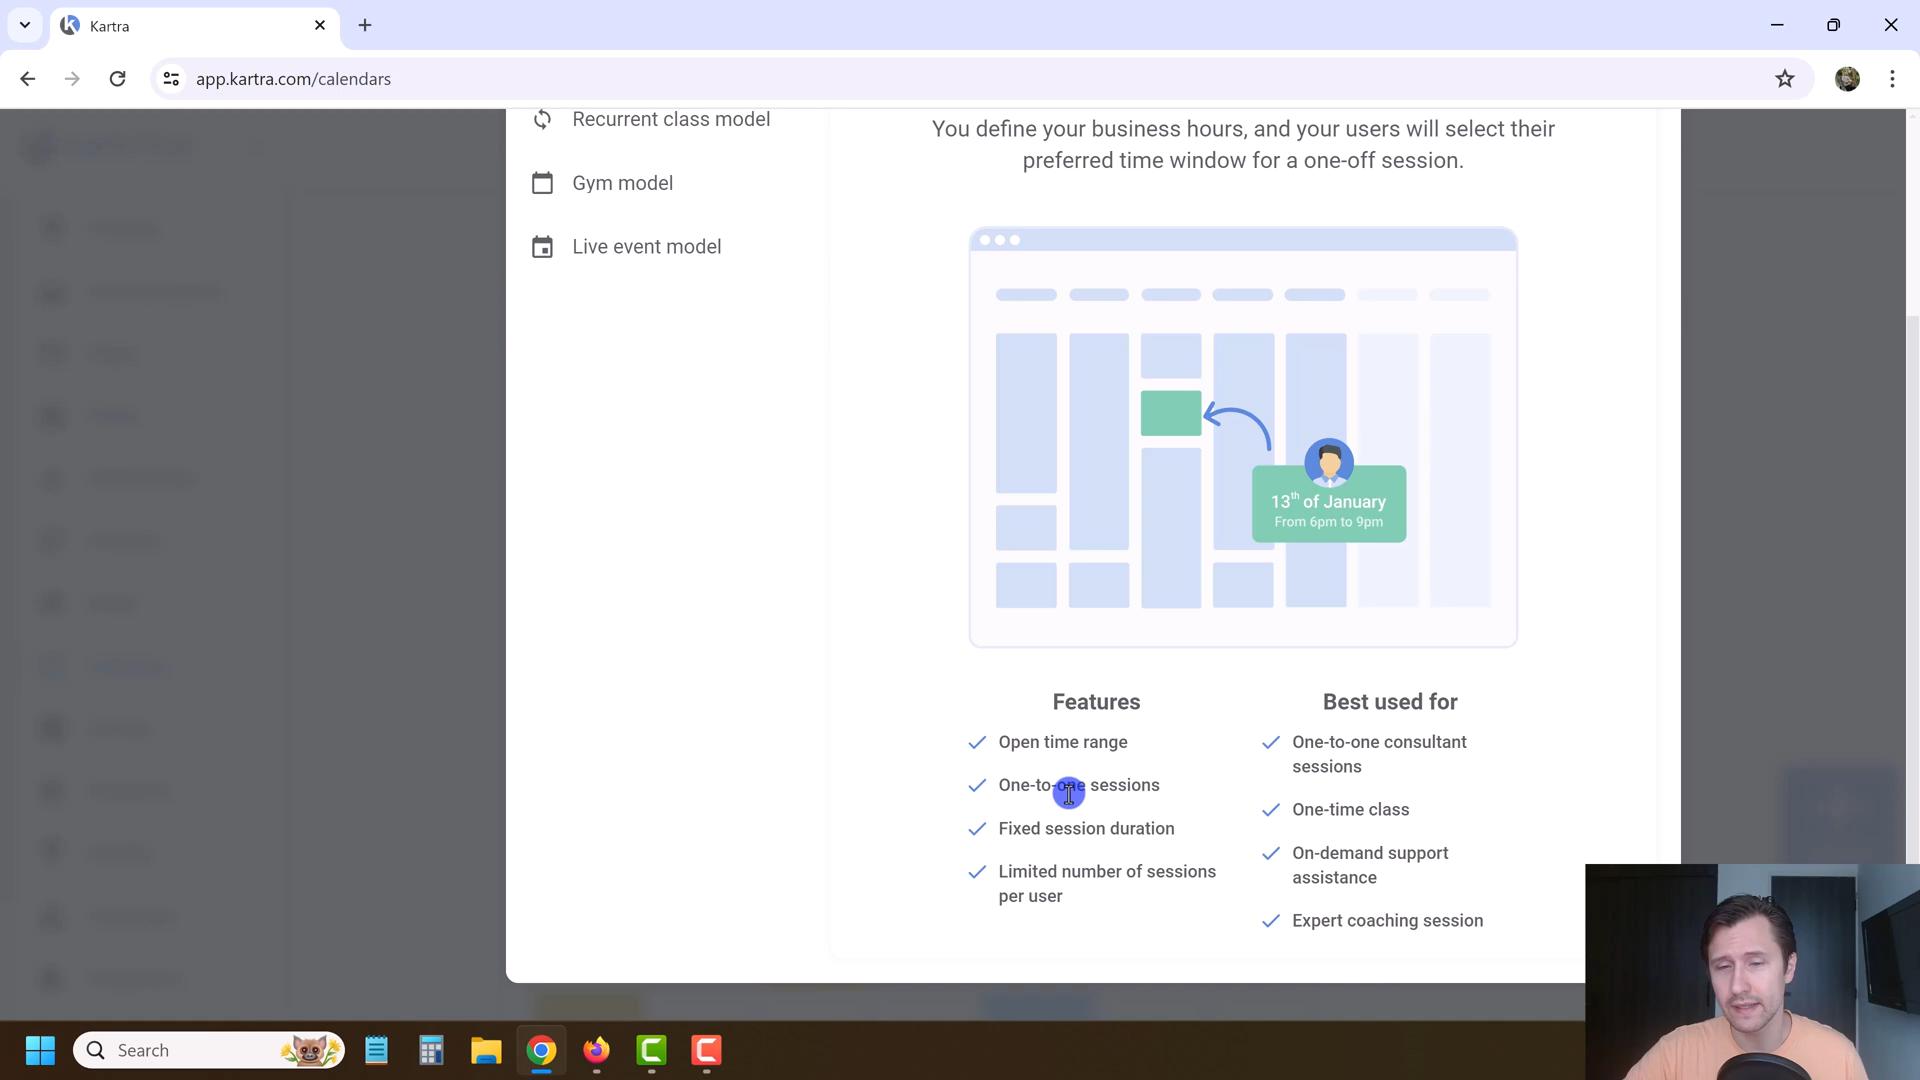 Kartra
app.kartra.com/calendars
Recurrent class model
Gym model
Live event model
You define your business hours, and your users will select their
preferred time window for a one-off session.
13th of January
From 6pm to 9pm
Features
Open time range
One-to-one sessions
Fixed session duration
Limited number of sessions
per user
Best used for
One-to-one consultant
sessions
One-time class
On-demand support
assistance
Expert coaching session
Search